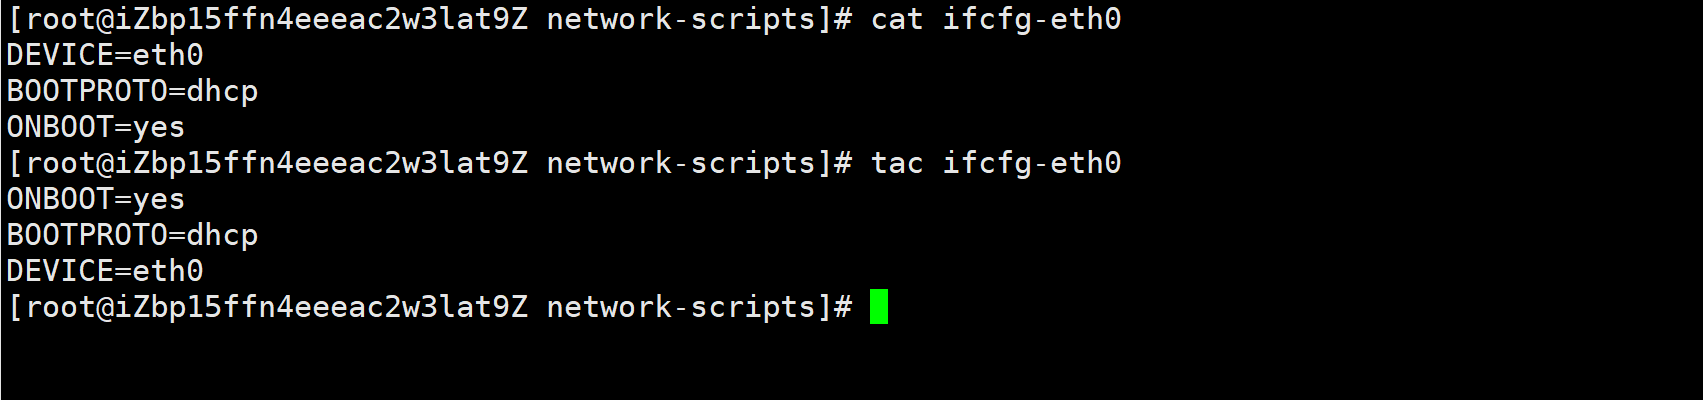 [root@iZbp15ffn4eeeac2w3lat9Z network-scripts]# cat ifcfg-eth0
DEVICE=eth0
BOOTPROTO=dhcp
ONBOOT=yes
[root@iZbp15ffn4eeeac2w3lat9Z network-scripts]# tac ifcfg-eth0
ONBOOT=yes
BOOTPROTO=dhcp
DEVICE=eth0
[root@iZbp15ffn4eeeac2w3lat9Z network-scripts]#